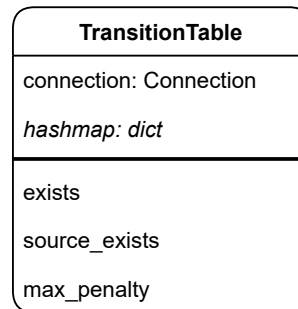 TransitionTable
connection: Connection
hashmap: dict
exists
source_exists
max_penalty